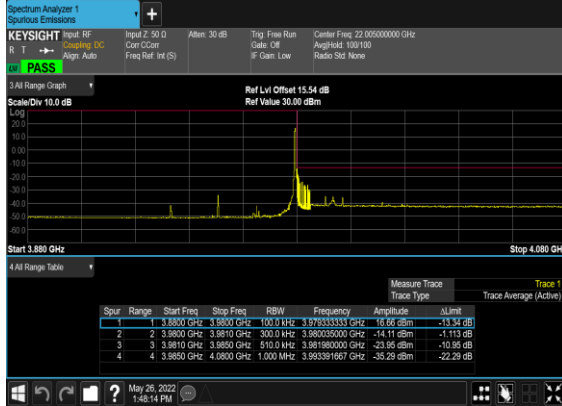 Spectrum Analyzer 1
Spurious Emissions
+
KEYSIGHT Input: RF Input Z: 50 Ω Atten: 30 dB Trig: Free Run Center Freq: 22.005000000 GHz
R T Coupling: DC Corr CCorr Gate: Off Avg|Hold: 100/100
Align: Auto Freq Ref: Int (S) IF Gain: Low Radio Std: None
LW PASS
3 All Range Graph
Ref Lvl Offset 15.54 dB
Scale/Div 10.0 dB Ref Value 30.00 dBm
Log
20.0
10.0
0.00
-10.0
-20.0
-30.0
-40.0
-50.0
-60.0
Start 3.880 GHz Stop 4.080 GH
4 All Range Table
Measure Trace Trace 1
Trace Type Trace Average (Active)
Spur Range Start Freq Stop Freq RBW Frequency Amplitude ΔLimit
1 1 3.8800 GHz 3.9800 GHz 100.0 kHz 3.979333333 GHz 16.66 dBm -13.34 dB
2 2 3.9800 GHz 3.9810 GHz 300.0 kHz 3.980035000 GHz -14.11 dBm -1.113 dB
3 3 3.9810 GHz 3.9850 GHz 510.0 kHz 3.981980000 GHz -23.95 dBm -10.95 dB
4 4 3.9850 GHz 4.0800 GHz 1.000 MHz 3.993391667 GHz -35.29 dBm -22.29 dB
? May 26, 2022
1:48:14 PM